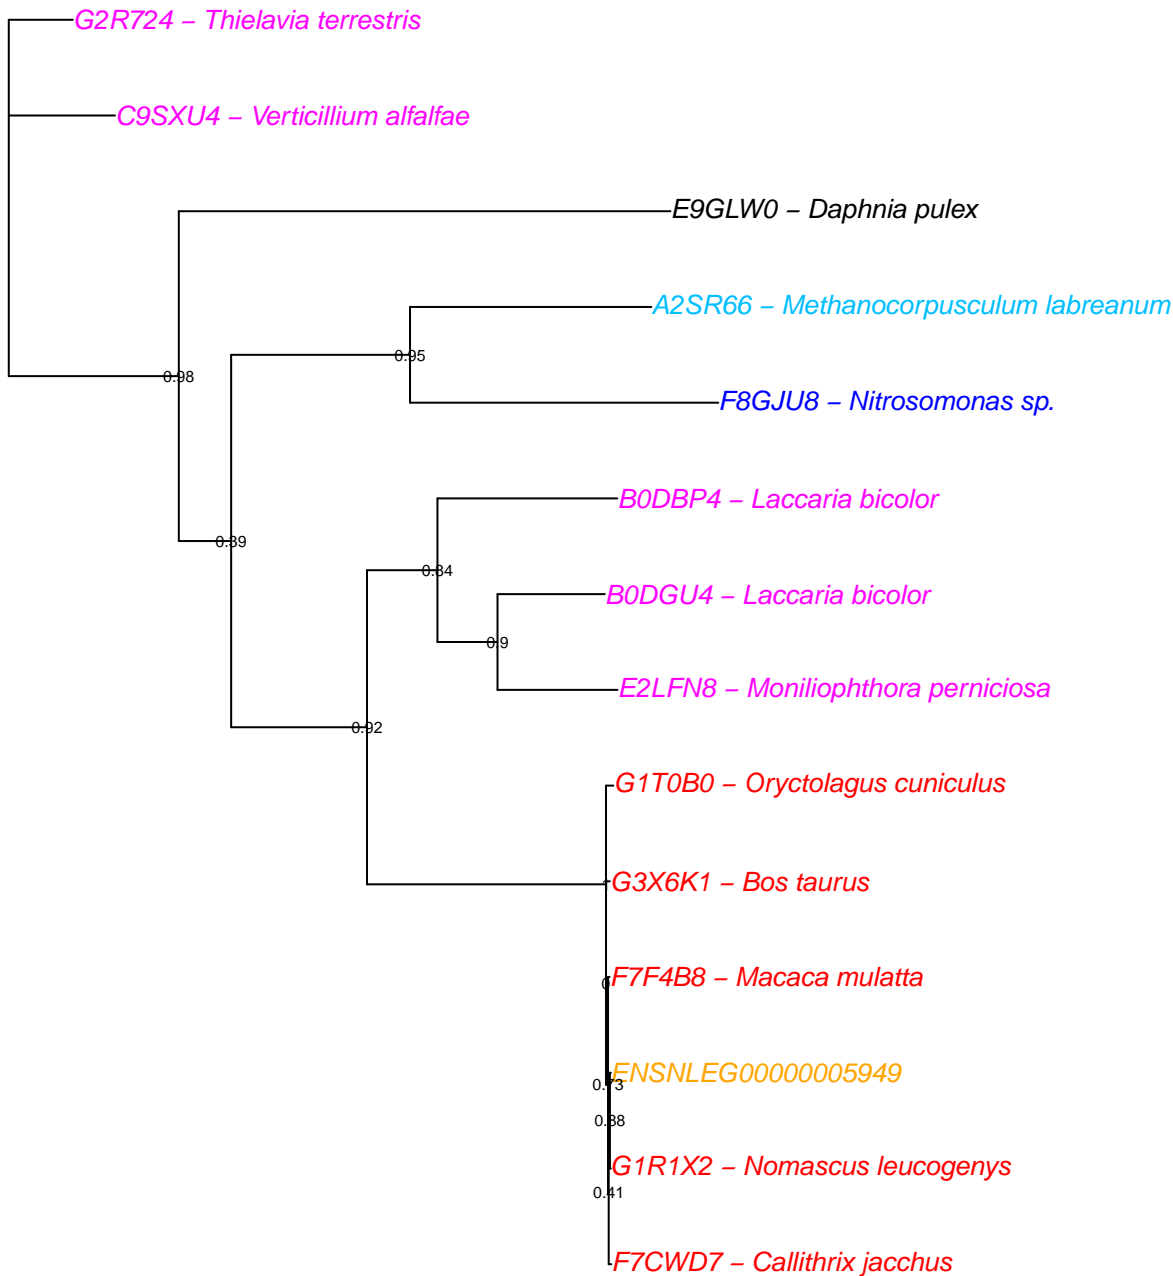 G2R724 – Thielavia terrestris
C9SXU4 – Verticillium alfalfae
E9GLW0 – Daphnia pulex
A2SR66 – Methanocorpusculum labreanum
0.95
0.98
F8GJU8 – Nitrosomonas sp.
B0DBP4 – Laccaria bicolor
0.89
0.84
B0DGU4 – Laccaria bicolor
0.9
E2LFN8 – Moniliophthora perniciosa
0.92
G1T0B0 – Oryctolagus cuniculus
G3X6K1 – Bos taurus
F7F4B8 – Macaca mulatta
0
ENSNLEG00000005949
0.73
0.88
G1R1X2 – Nomascus leucogenys
0.41
F7CWD7 – Callithrix jacchus